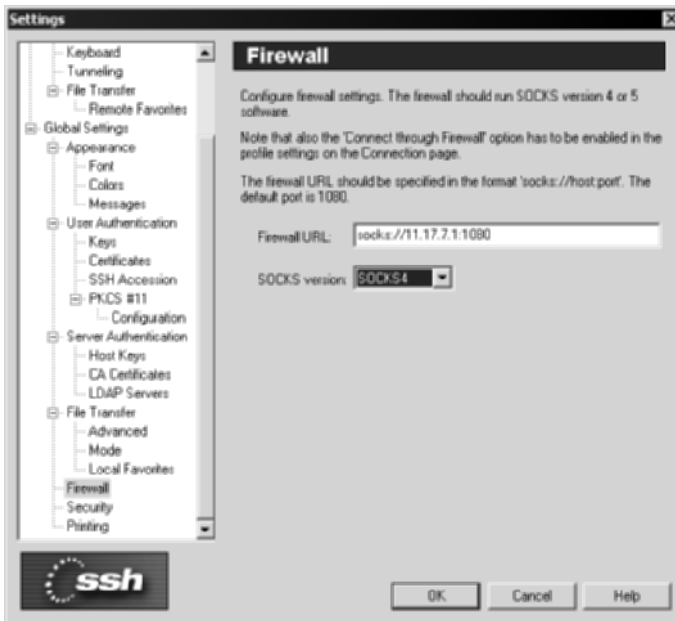 Settings
Keyboard
Tunneling
File Transfer
Remote Favorites
Global Settings
Appearance
Font
Colors
Messages
User Authentication
Keys
Certificates
SSH Accession
PKCS #11
Configuration
Server Authentication
Host Keys
CA Certificates
LDAP Servers
File Transfer
Advanced
Mode
Local Favorites
Firewall
Security
Printing
ssh
Firewall
Configure firewall settings. The firewall should run SOCKS version 4 or 5
software.
Note that also the 'Connect through Firewall' option has to be enabled in the
profile settings on the Connection page.
The firewall URL should be specified in the format 'socks://host:port'. The
default port is 1080.
Firewall URL: socks://11.17.7.1:1080
SOCKS version: SOCKS4
OK Cancel Help